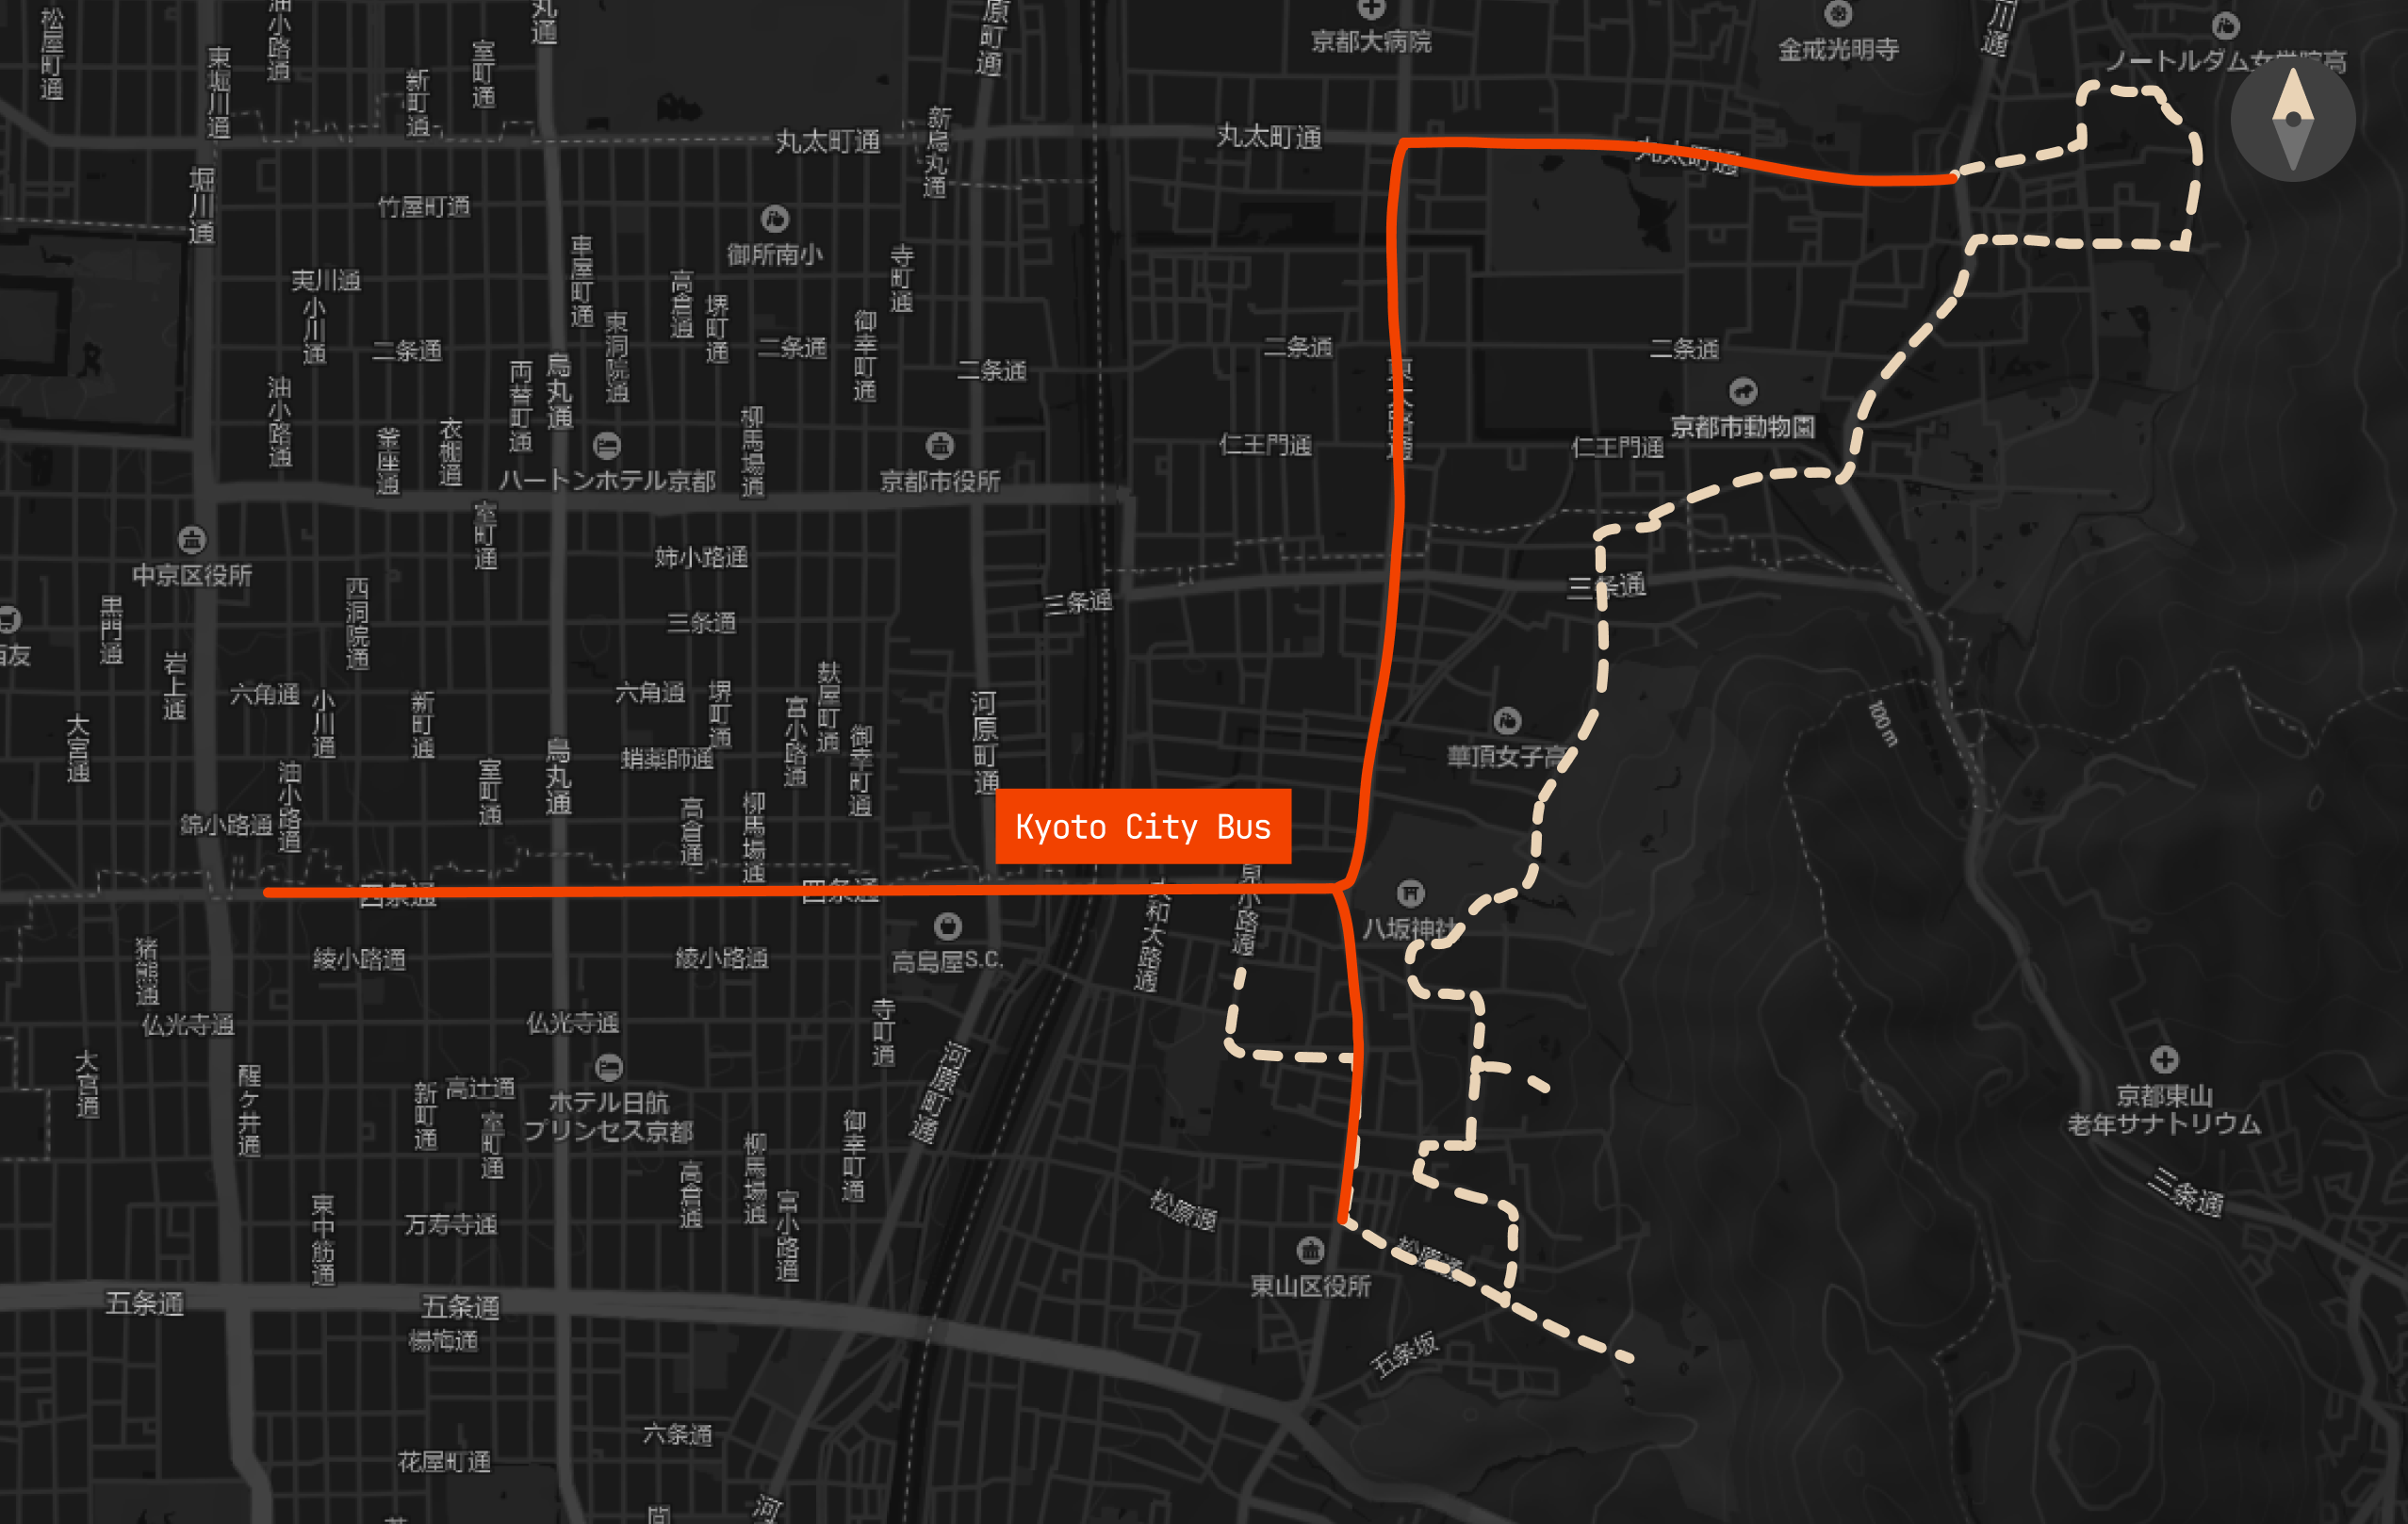 松屋町通
油小路通
丸通
原町通
京都大病院
金戒光明寺
川通
ノートルダム女学院高
東堀川通
新町通
室町通
丸太町通
新烏丸通
丸太町通
丸太町通
堀川通
竹屋町通
御所南小
車屋町通
寺町通
夷川通
小川通
高倉通
堺町通
東洞院通
御幸町通
二条通
二条通
二条通
二条通
二条通
両替町通
烏丸通
東大路通
京都市動物園
油小路通
釜座通
衣棚通
柳馬場通
仁王門通
仁王門通
ハートンホテル京都
京都市役所
室町通
姉小路通
中京区役所
西洞院通
三条通
三条通
三条通
黒門通
岩上通
西友
六角通
小川通
新町通
六角通
堺町通
麩屋町通
富小路通
御幸町通
河原町通
大宮通
烏丸通
蛸薬師通
華頂女子高
100 m
室町通
油小路通
錦小路通
高倉通
柳馬場通
Kyoto City Bus
四条通
四条通
見小路通
大和大路通
八坂神社
猪熊通
綾小路通
綾小路通
高島屋S.C.
仏光寺通
仏光寺通
寺町通
大宮通
醒ヶ井通
新町通
高辻通
室町通
ホテル日航
プリンセス京都
河原町通
御幸町通
柳馬場通
高倉通
富小路通
京都東山
老年サナトリウム
三条通
東中筋通
万寿寺通
松原通
松原通
東山区役所
五条通
五条通
楊梅通
五条坂
六条通
花屋町通
河
間